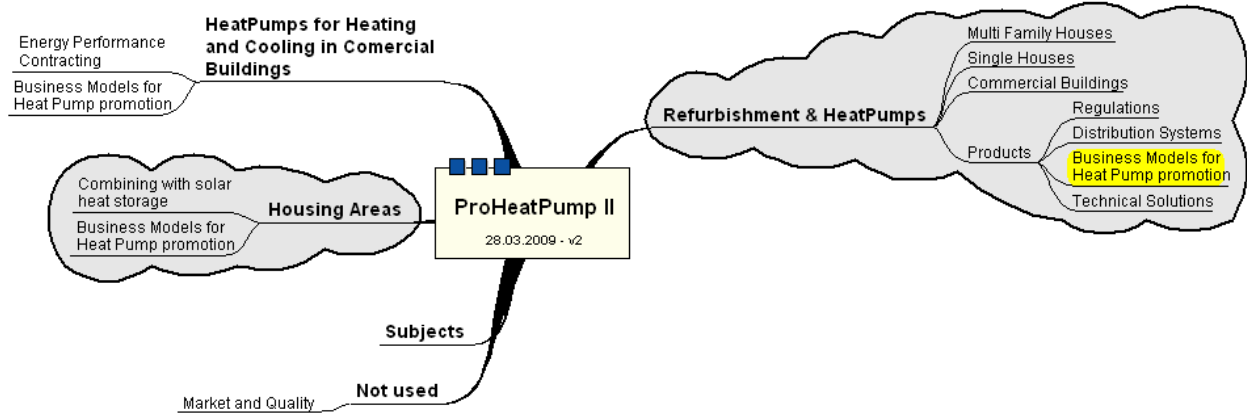 HeatPumps for Heating
and Cooling in Comercial
Buildings
Energy Performance
Contracting
Business Models for
Heat Pump promotion
Housing Areas
Combining with solar
heat storage
Business Models for
Heat Pump promotion
ProHeatPump II
28.03.2009 - v2
Subjects
Not used
Market and Quality
Refurbishment & HeatPumps
Multi Family Houses
Single Houses
Commercial Buildings
Products
Regulations
Distribution Systems
Business Models for
Heat Pump promotion
Technical Solutions